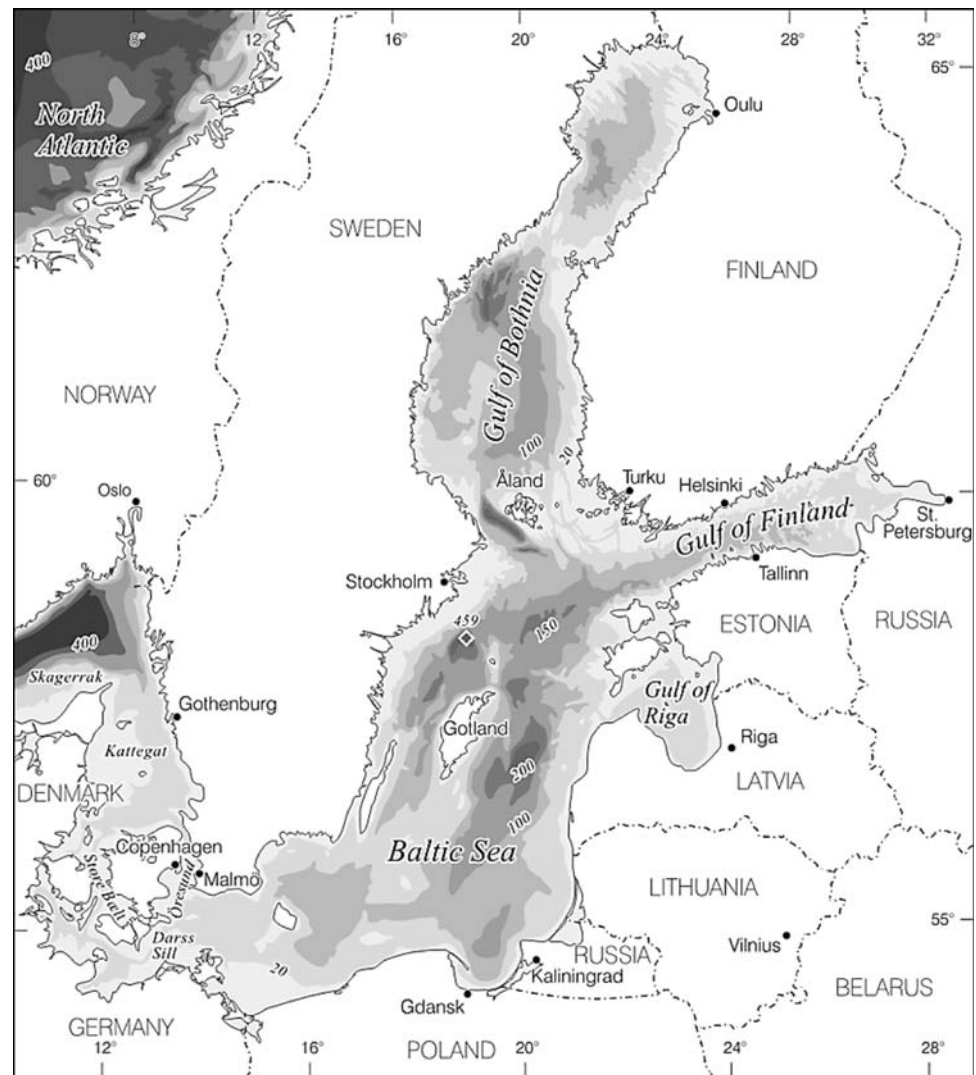 8°
12°
16°
20°
24°
28°
32°
65°
400
North
Atlantic
Oulu
SWEDEN
FINLAND
Gulf of Bothnia
NORWAY
100
20
60°
Oslo
Åland
Turku
Helsinki
Gulf of Finland
St.
Petersburg
Stockholm
Tallinn
459
150
ESTONIA
RUSSIA
400
Skagerrak
Gothenburg
Gotland
Gulf of
Riga
Kattegat
Riga
200
DENMARK
LATVIA
100
Copenhagen
Baltic Sea
Malmö
Store Bælt
Öresund
LITHUANIA
55°
Darss
Sill
Vilnius
20
RUSSIA
Kaliningrad
BELARUS
Gdansk
GERMANY
POLAND
12°
16°
20°
24°
28°